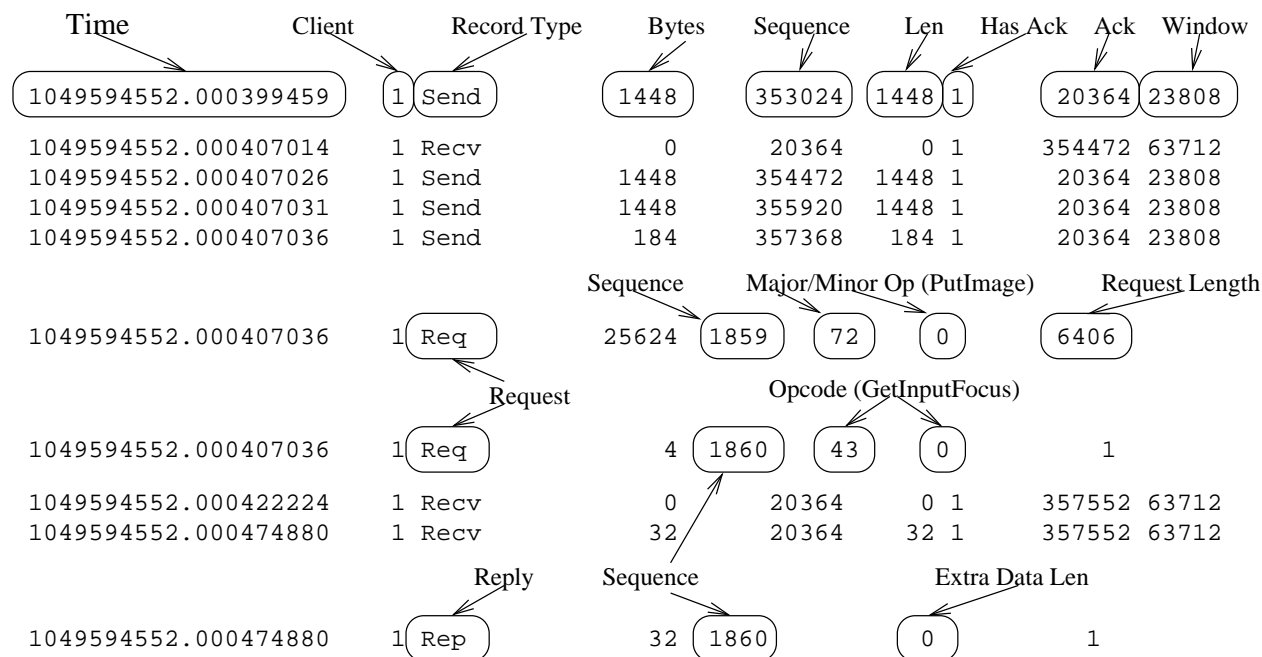 Time Client Record Type Bytes Sequence Len Has Ack Ack Window
1049594552.000399459 1 Send 1448 353024 1448 1 20364 23808
1049594552.000407014 1 Recv 0 20364 0 1 354472 63712
1049594552.000407026 1 Send 1448 354472 1448 1 20364 23808
1049594552.000407031 1 Send 1448 355920 1448 1 20364 23808
1049594552.000407036 1 Send 184 357368 184 1 20364 23808
Sequence Major/Minor Op (PutImage) Request Length
1049594552.000407036 1 Req 25624 1859 72 0 6406
Request Opcode (GetInputFocus)
1049594552.000407036 1 Req 4 1860 43 0 1
1049594552.000422224 1 Recv 0 20364 0 1 357552 63712
1049594552.000474880 1 Recv 32 20364 32 1 357552 63712
Reply Sequence Extra Data Len
1049594552.000474880 1 Rep 32 1860 0 1